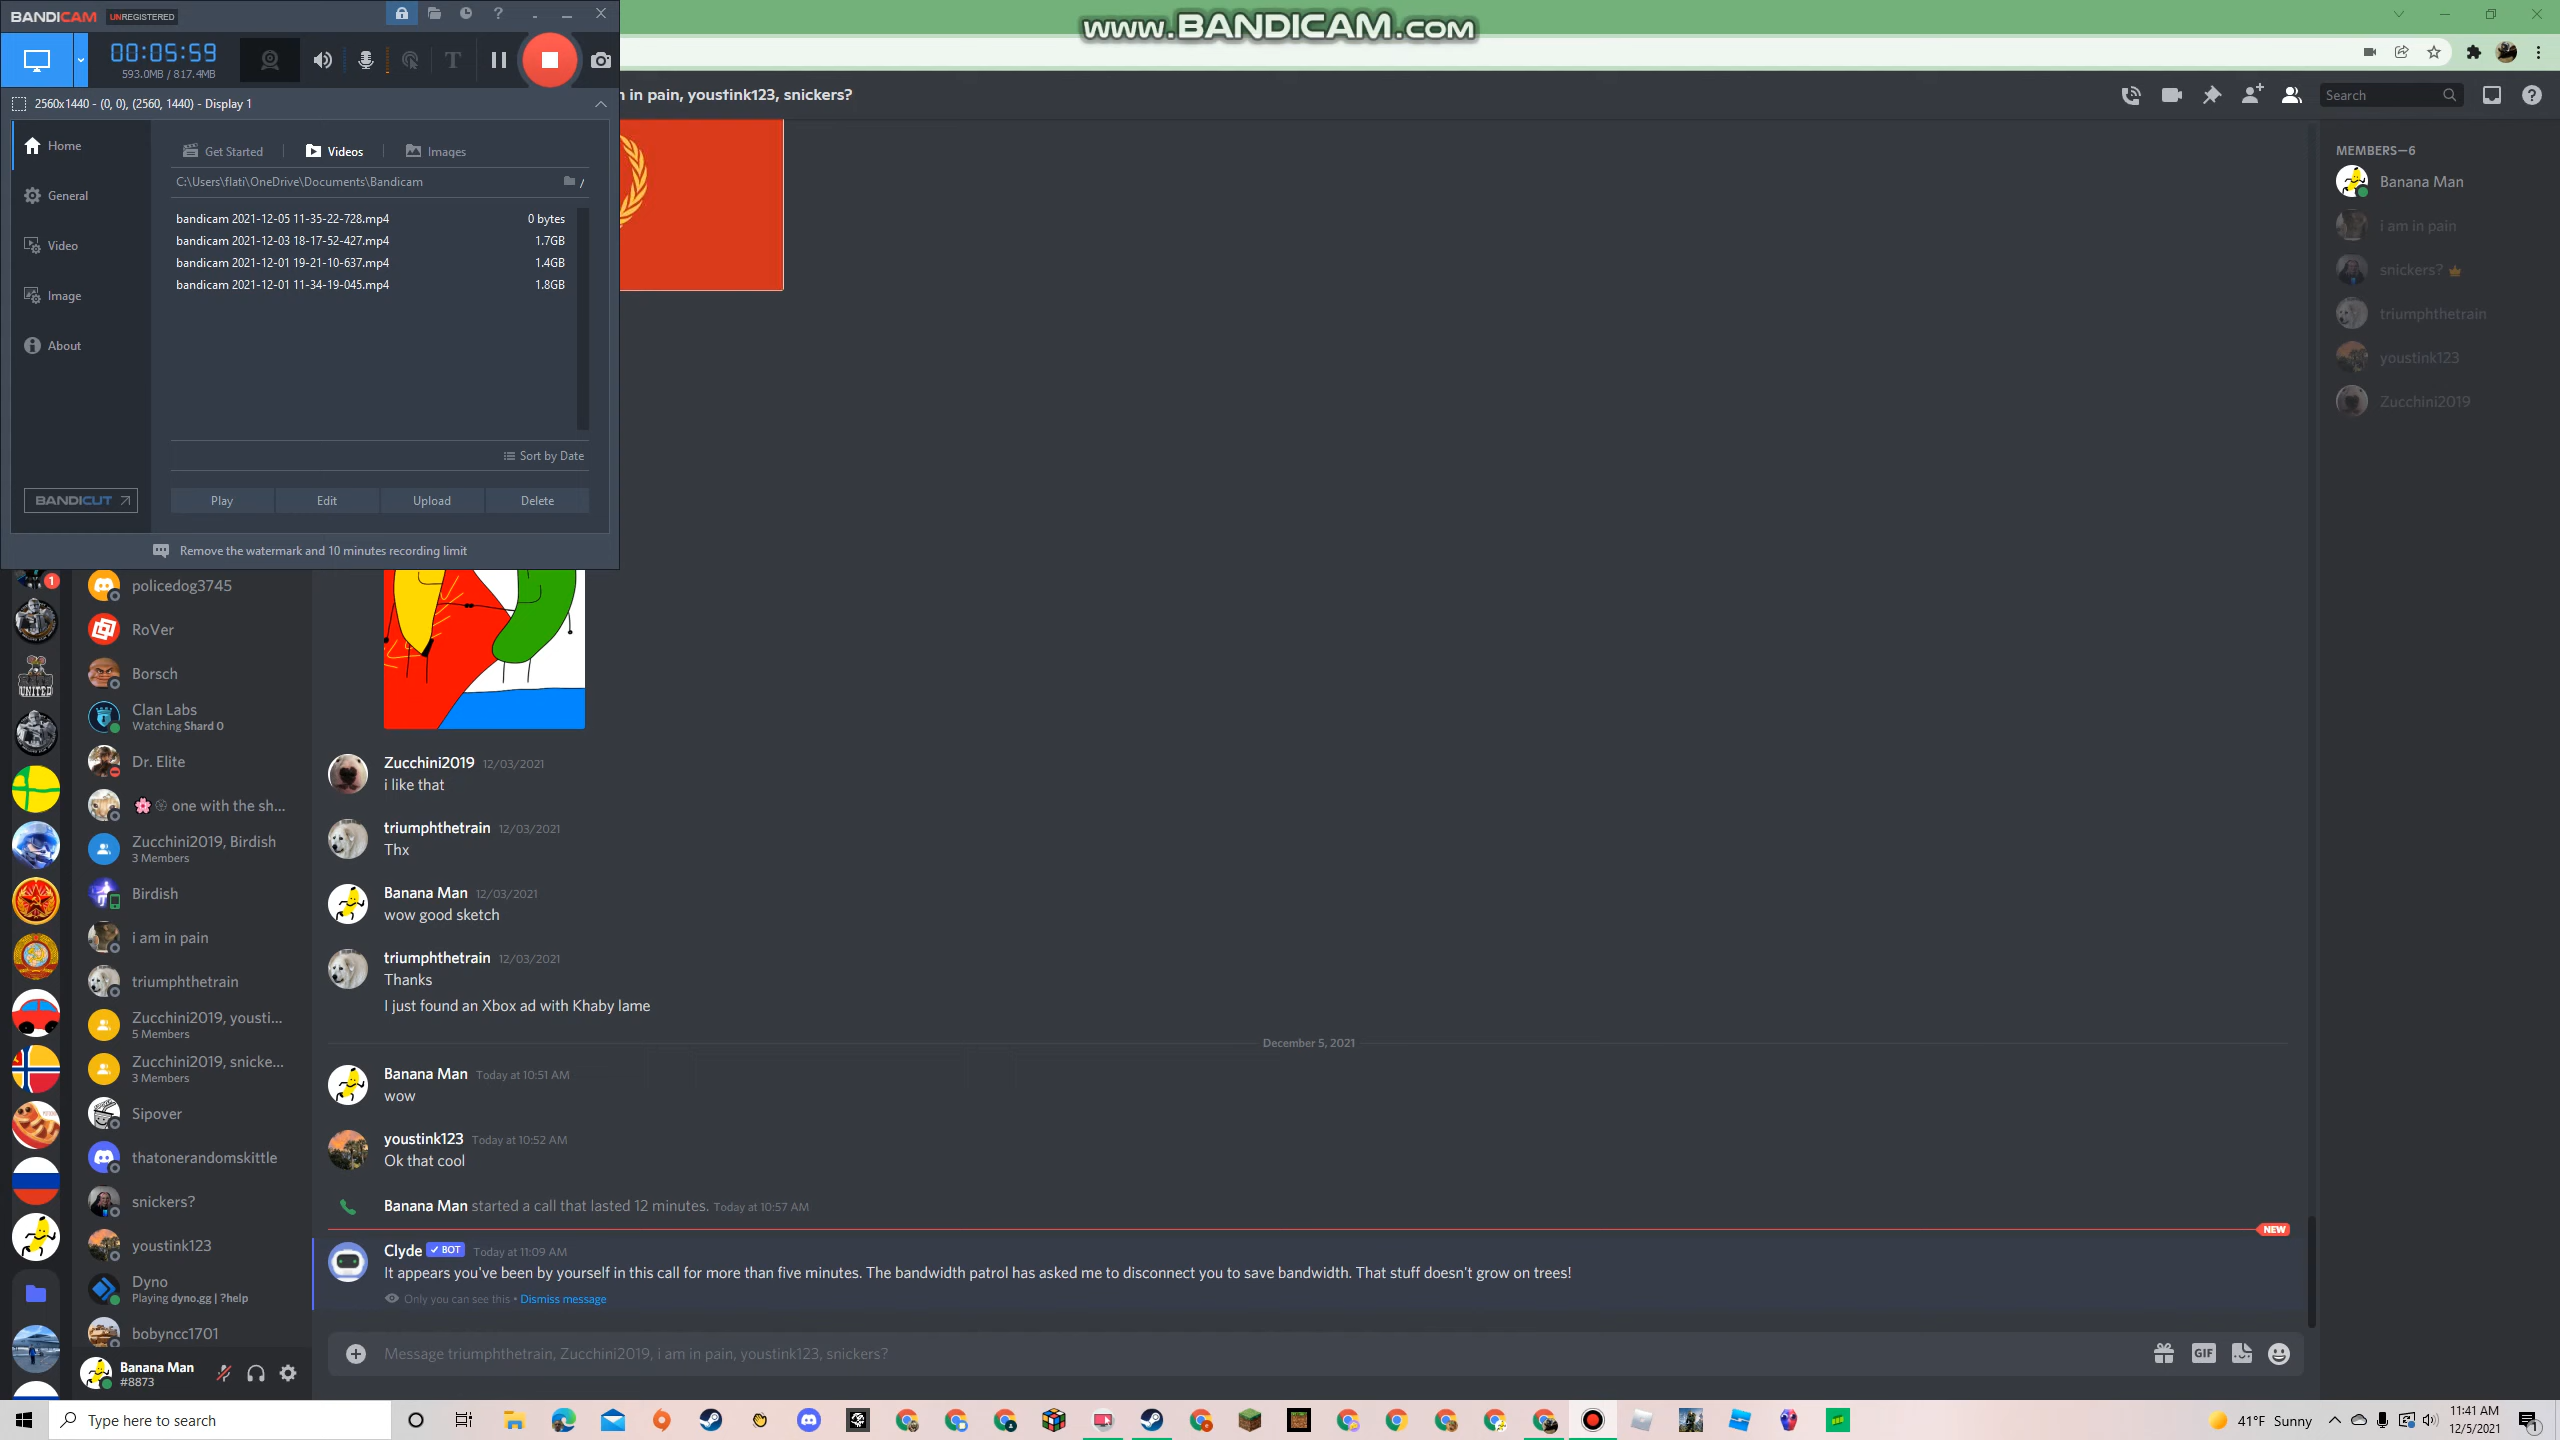 BANDICAM UNREGISTERED
www.BANDICAM.com
00:05:59
593.0MB / 817.4MB
2560x1440 - (0, 0), (2560, 1440) - Display 1
Home
General
Video
Image
About
BANDICUT
Get Started
Videos
Images
C:\Users\flati\OneDrive\Documents\Bandicam
bandicam 2021-12-05 11-35-22-728.mp4 0 bytes
bandicam 2021-12-03 18-17-52-427.mp4 1.7GB
bandicam 2021-12-01 19-21-10-637.mp4 1.4GB
bandicam 2021-12-01 11-34-19-045.mp4 1.8GB
Sort by Date
Play Edit Upload Delete
Remove the watermark and 10 minutes recording limit
n in pain, youstink123, snickers?
Search
MEMBERS—6
Banana Man
i am in pain
snickers?
triumphthetrain
youstink123
Zucchini2019
1
UNITED
policedog3745
RoVer
Borsch
Clan Labs
Watching Shard 0
Dr. Elite
one with the sh...
Zucchini2019, Birdish
3 Members
Birdish
i am in pain
triumphthetrain
Zucchini2019, yousti...
5 Members
Zucchini2019, snicke...
3 Members
Sipover
thatonerandomskittle
snickers?
youstink123
Dyno
Playing dyno.gg | ?help
bobyncc1701
Banana Man
#8873
Zucchini2019 12/03/2021
i like that
triumphthetrain 12/03/2021
Thx
Banana Man 12/03/2021
wow good sketch
triumphthetrain 12/03/2021
Thanks
I just found an Xbox ad with Khaby lame
December 5, 2021
Banana Man Today at 10:51 AM
wow
youstink123 Today at 10:52 AM
Ok that cool
Banana Man started a call that lasted 12 minutes. Today at 10:57 AM
NEW
Clyde BOT Today at 11:09 AM
It appears you've been by yourself in this call for more than five minutes. The bandwidth patrol has asked me to disconnect you to save bandwidth. That stuff doesn't grow on trees!
Only you can see this • Dismiss message
Message triumphthetrain, Zucchini2019, i am in pain, youstink123, snickers?
GIF
Type here to search
41°F Sunny
11:41 AM
12/5/2021
1